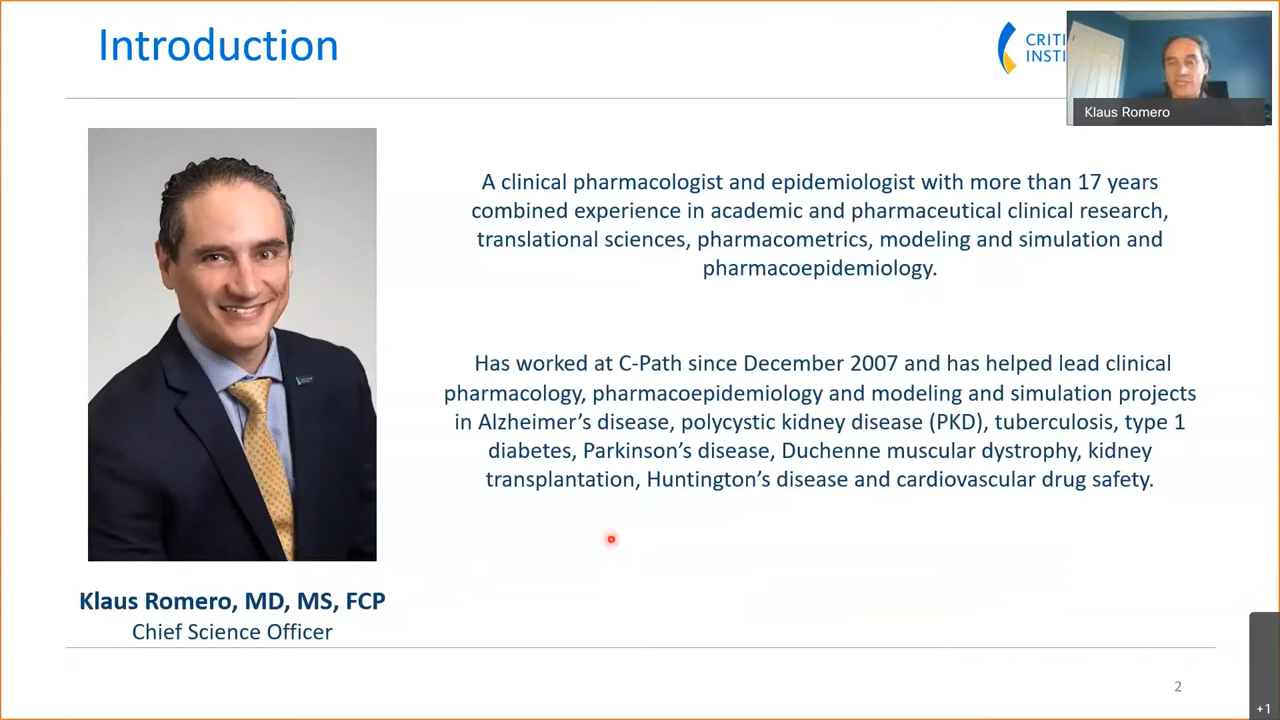 Introduction
CRITI
INSTI
Klaus Romero
A clinical pharmacologist and epidemiologist with more than 17 years
combined experience in academic and pharmaceutical clinical research,
translational sciences, pharmacometrics, modeling and simulation and
pharmacoepidemiology.
Has worked at C-Path since December 2007 and has helped lead clinical
pharmacology, pharmacoepidemiology and modeling and simulation projects
in Alzheimer’s disease, polycystic kidney disease (PKD), tuberculosis, type 1
diabetes, Parkinson’s disease, Duchenne muscular dystrophy, kidney
transplantation, Huntington’s disease and cardiovascular drug safety.
Klaus Romero, MD, MS, FCP
Chief Science Officer
2
+1